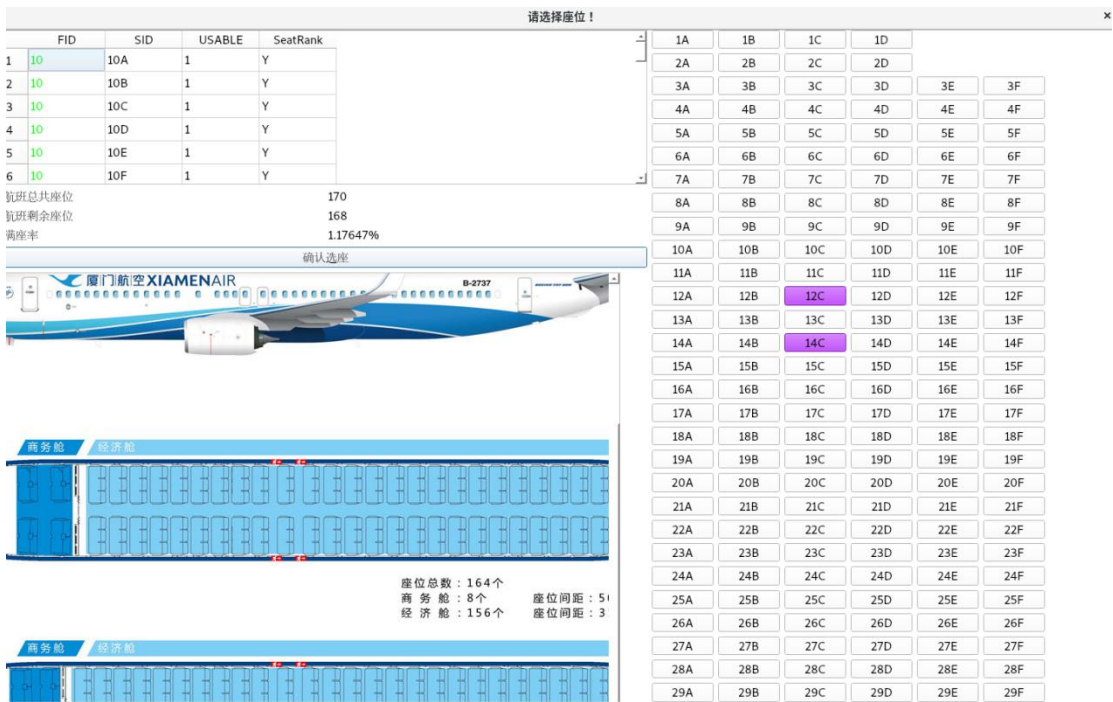 请选择座位！
×
FID SID USABLE SeatRank
1 10 10A 1 Y
2 10 10B 1 Y
3 10 10C 1 Y
4 10 10D 1 Y
5 10 10E 1 Y
6 10 10F 1 Y
航班总共座位 170
航班剩余座位 168
满座率 1.17647%
确认选座
厦门航空XIAMENAIR
B-2737
商务舱 经济舱
座位总数：164个
商务舱：8个 座位间距：5
经济舱：156个 座位间距：3
商务舱 经济舱
1A 1B 1C 1D
2A 2B 2C 2D
3A 3B 3C 3D 3E 3F
4A 4B 4C 4D 4E 4F
5A 5B 5C 5D 5E 5F
6A 6B 6C 6D 6E 6F
7A 7B 7C 7D 7E 7F
8A 8B 8C 8D 8E 8F
9A 9B 9C 9D 9E 9F
10A 10B 10C 10D 10E 10F
11A 11B 11C 11D 11E 11F
12A 12B 12C 12D 12E 12F
13A 13B 13C 13D 13E 13F
14A 14B 14C 14D 14E 14F
15A 15B 15C 15D 15E 15F
16A 16B 16C 16D 16E 16F
17A 17B 17C 17D 17E 17F
18A 18B 18C 18D 18E 18F
19A 19B 19C 19D 19E 19F
20A 20B 20C 20D 20E 20F
21A 21B 21C 21D 21E 21F
22A 22B 22C 22D 22E 22F
23A 23B 23C 23D 23E 23F
24A 24B 24C 24D 24E 24F
25A 25B 25C 25D 25E 25F
26A 26B 26C 26D 26E 26F
27A 27B 27C 27D 27E 27F
28A 28B 28C 28D 28E 28F
29A 29B 29C 29D 29E 29F